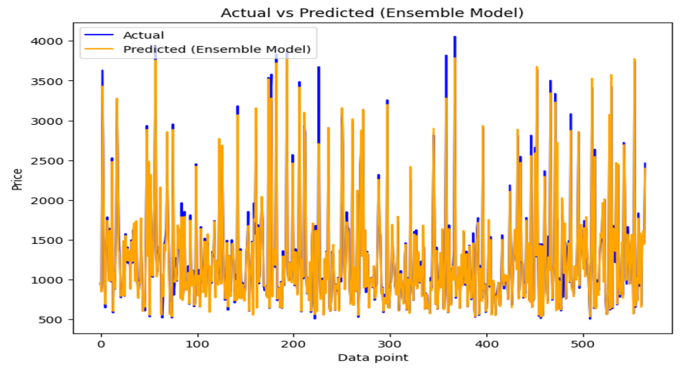 Actual vs Predicted (Ensemble Model)
Actual
Predicted (Ensemble Model)
4000
3500
3000
2500
2000
1500
1000
500
Price
0 100 200 300 400 500
Data point